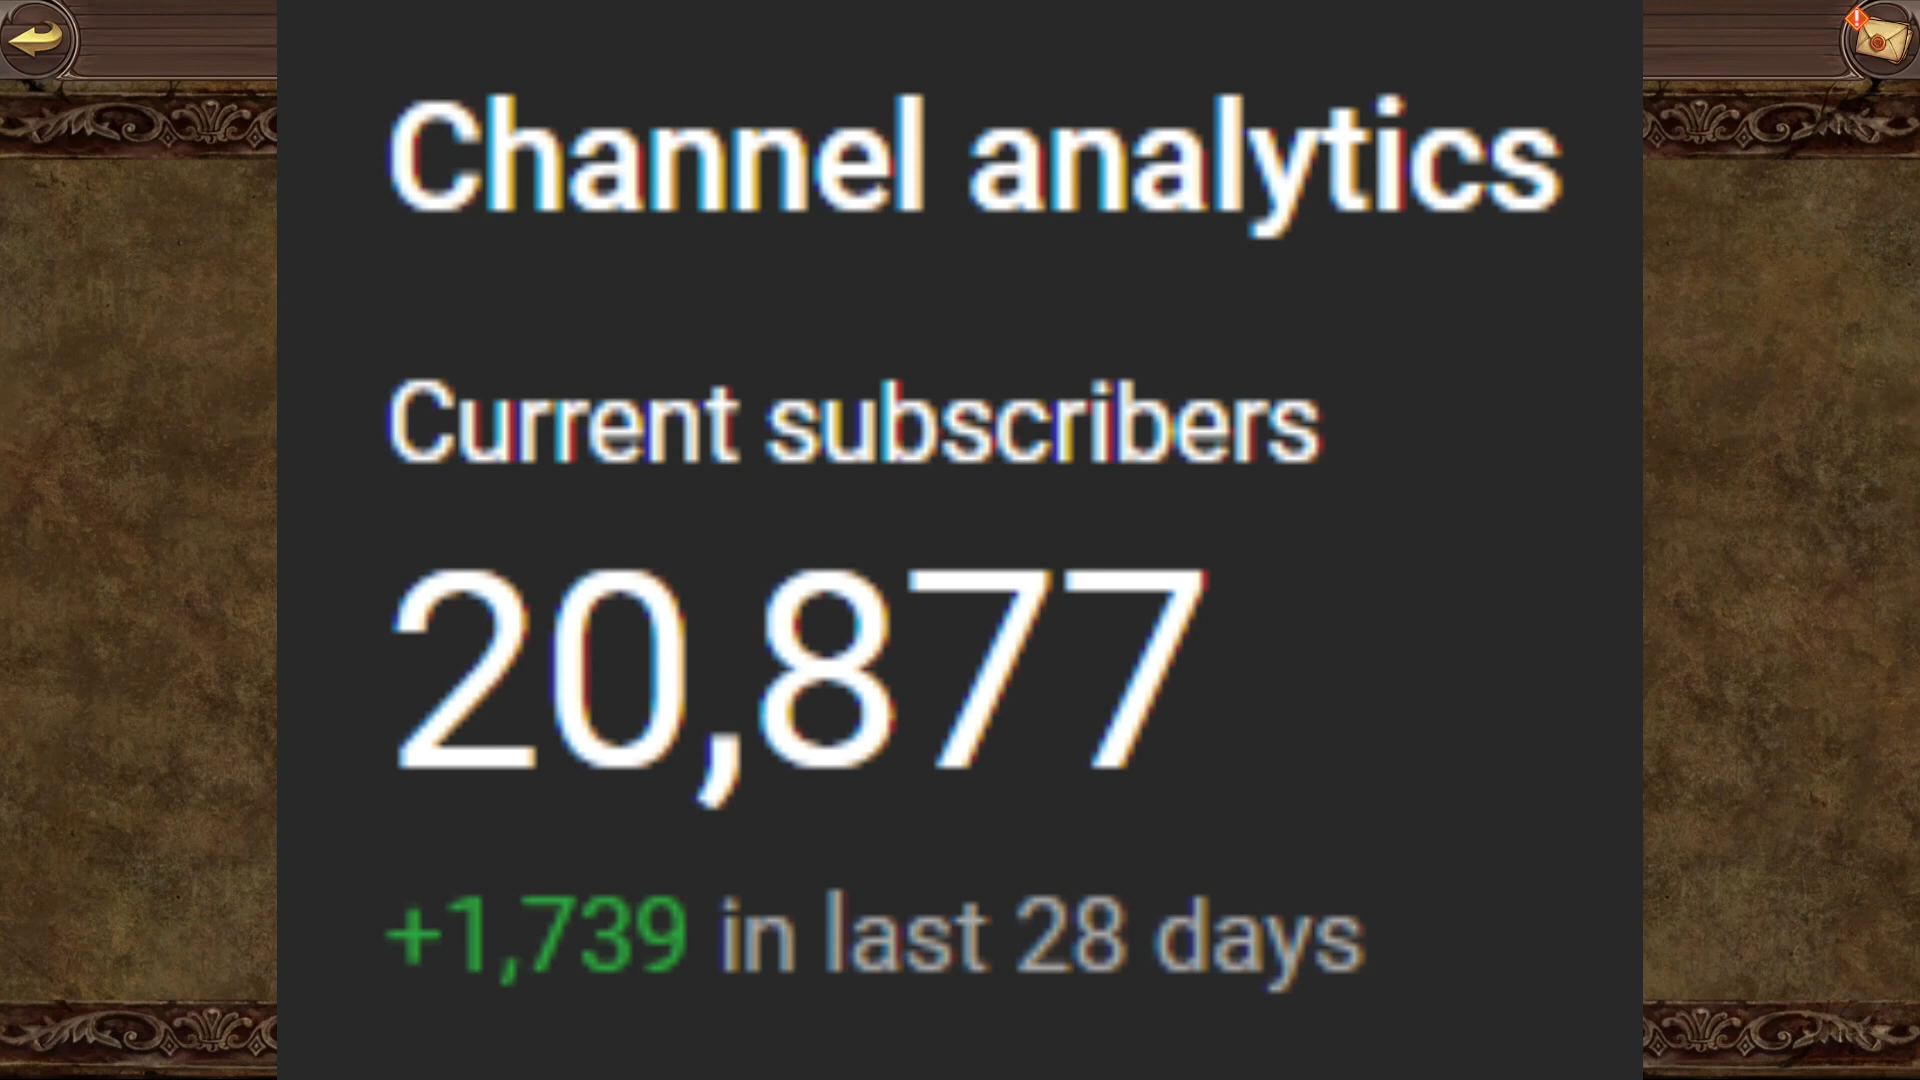 Channel analytics
Current subscribers
20,877
+1,739 in last 28 days